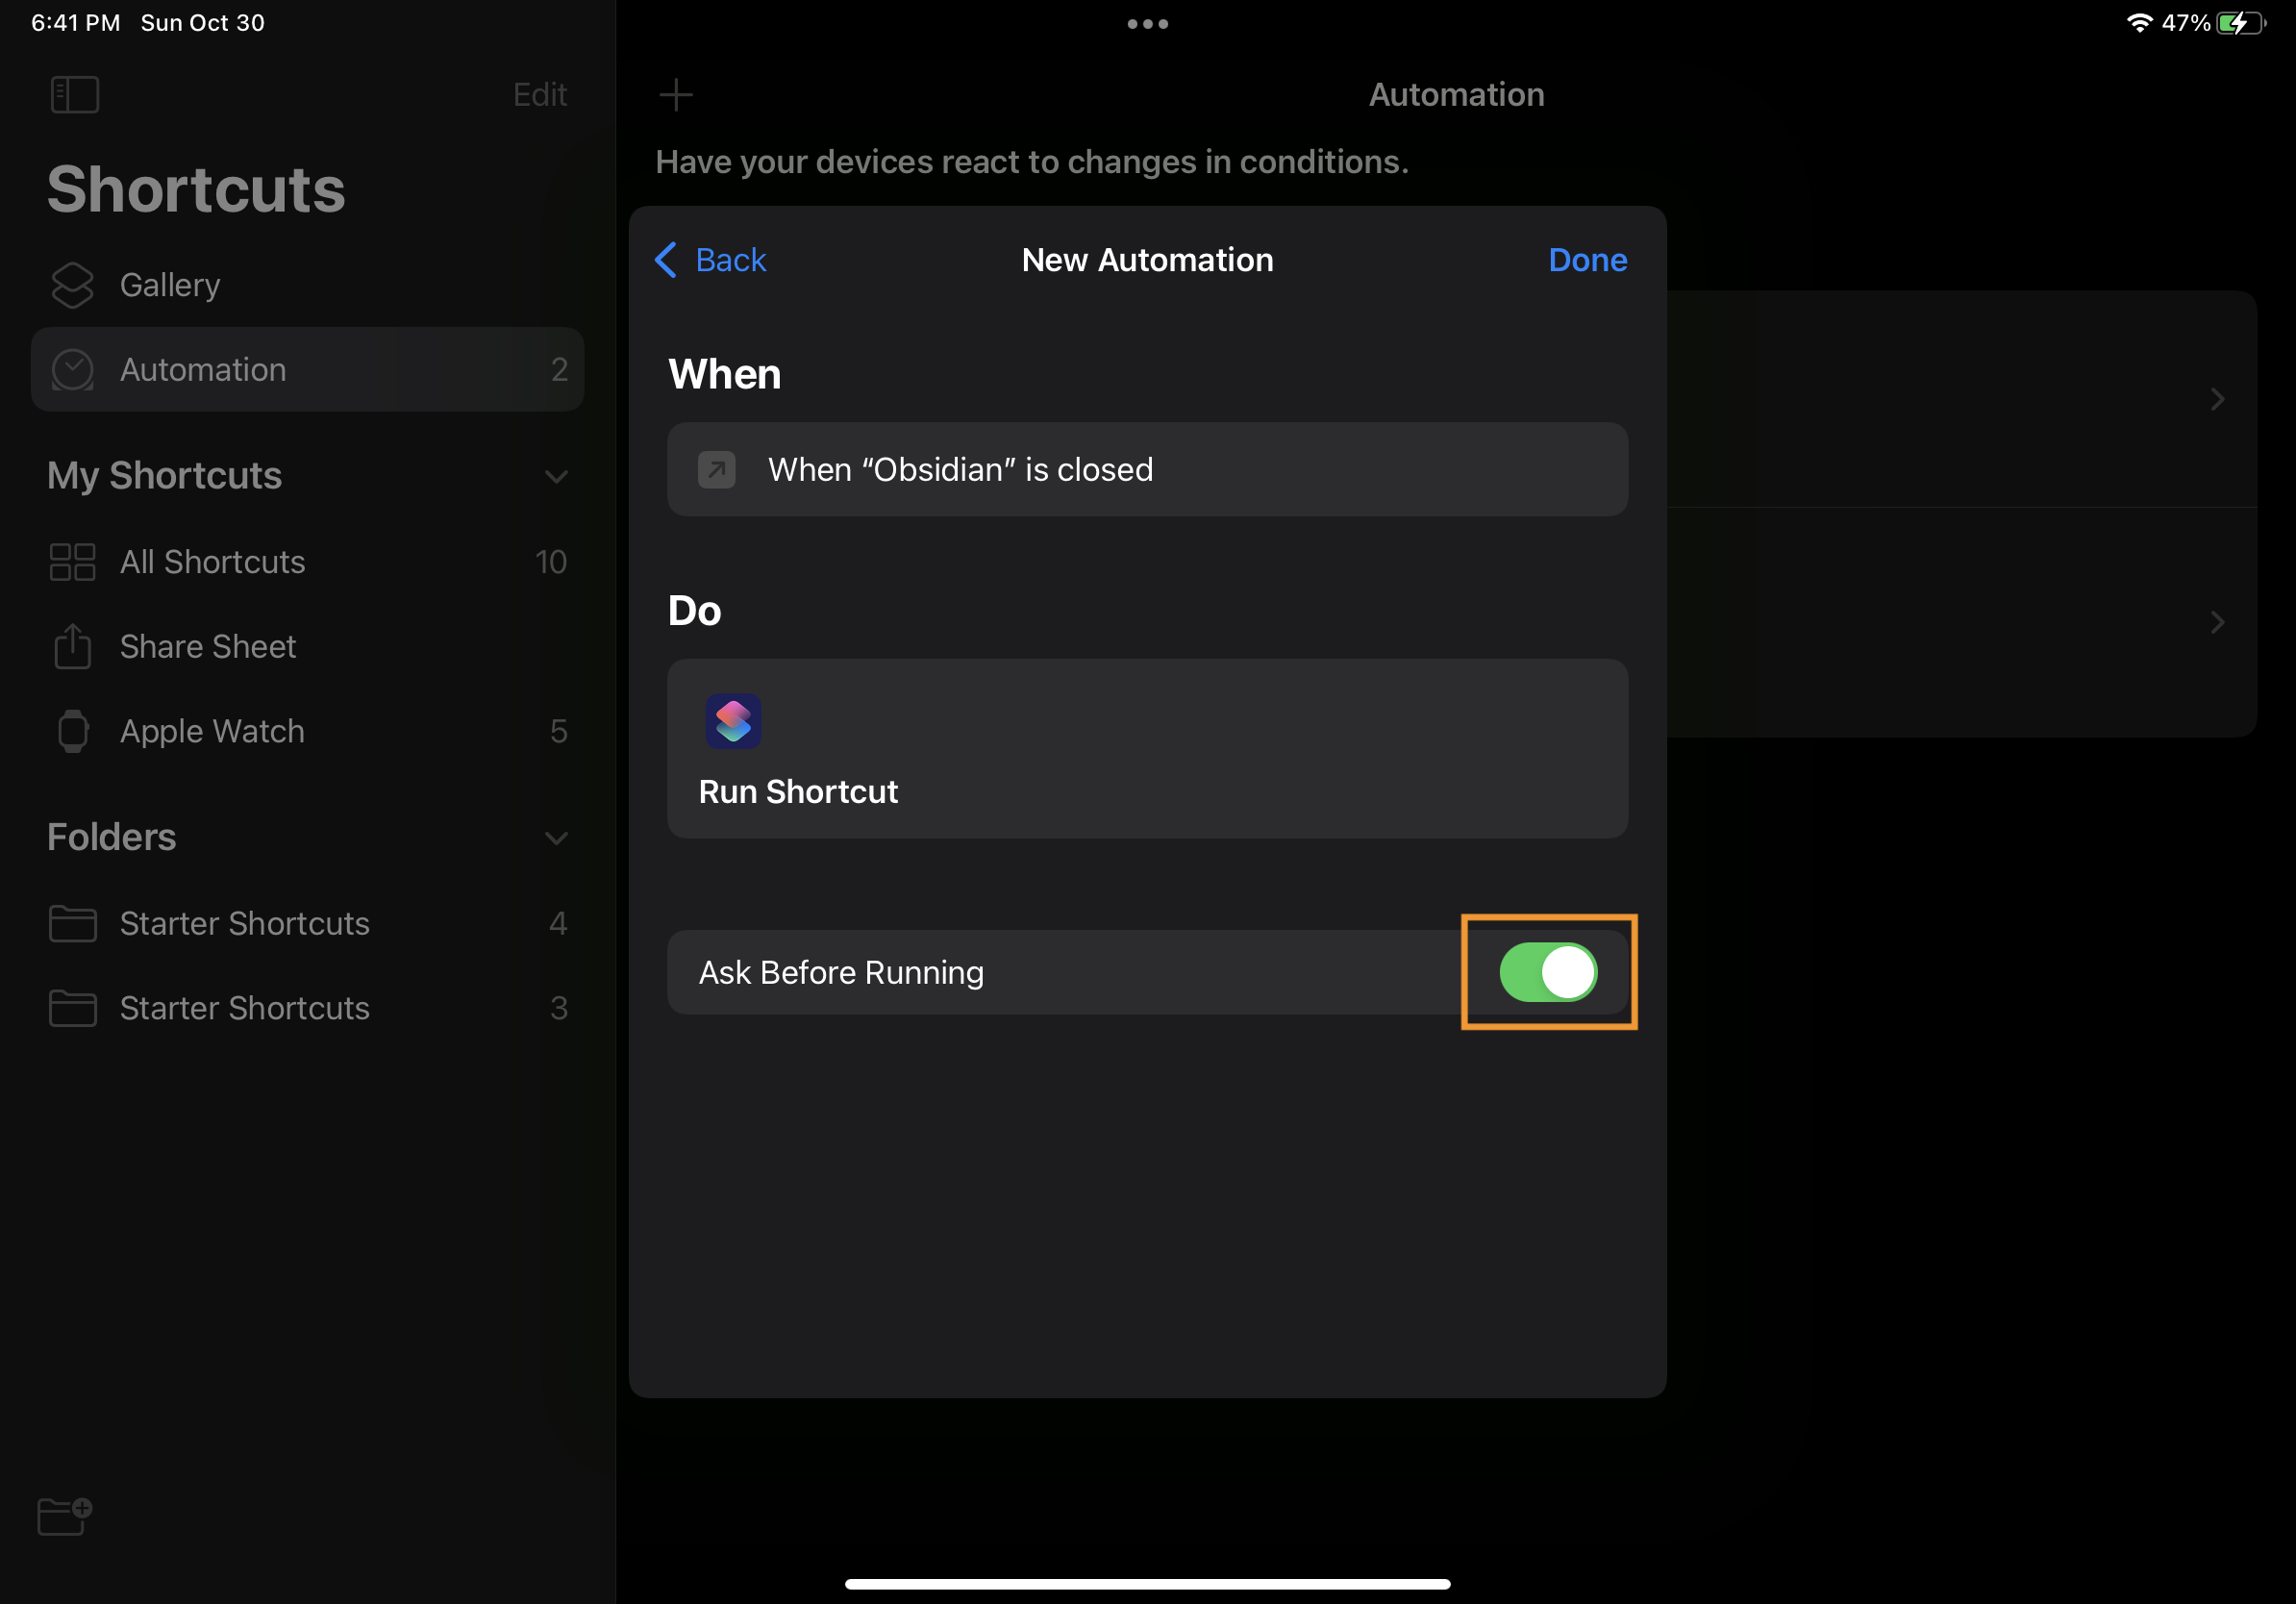 6:41 PM Sun Oct 30
47%
Edit
Shortcuts
Gallery
Automation 2
My Shortcuts
All Shortcuts 10
Share Sheet
Apple Watch 5
Folders
Starter Shortcuts 4
Starter Shortcuts 3
Automation
Have your devices react to changes in conditions.
Back
New Automation
Done
When
When “Obsidian” is closed
Do
Run Shortcut
Ask Before Running